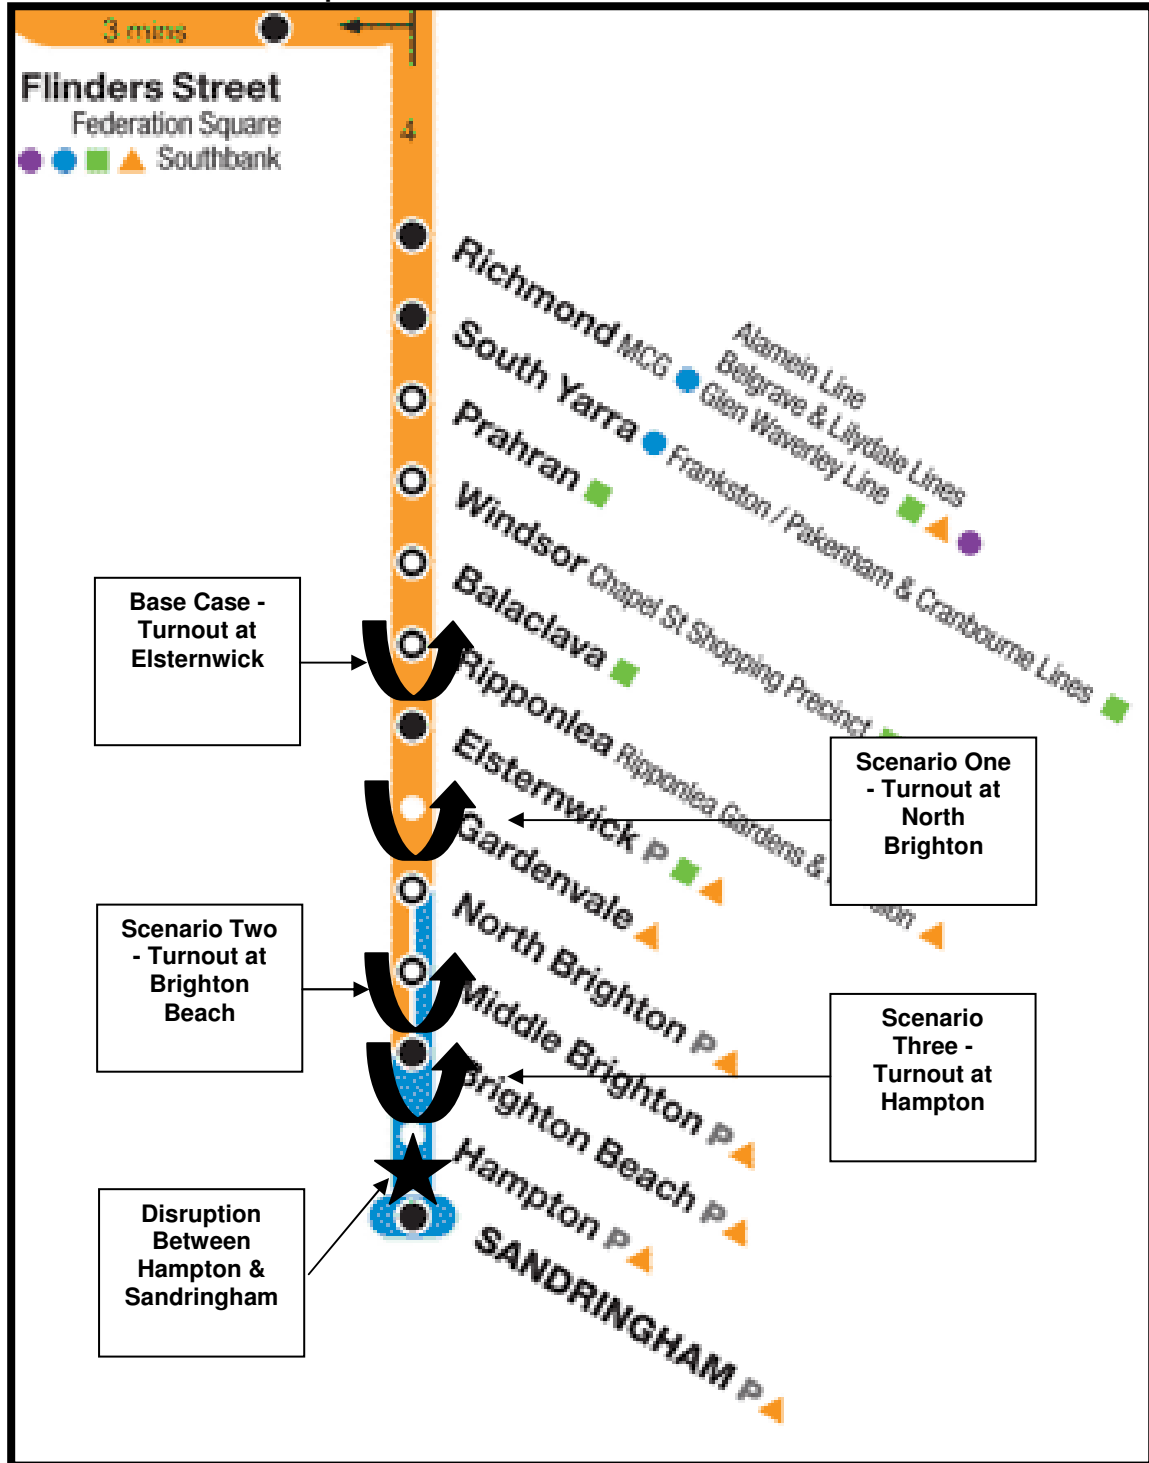 3 mins
Flinders Street
Federation Square
Southbank
4
Richmond MCG
Alamein Line
Belgrave & Lilydale Lines
Glen Waverley Line
South Yarra Frankston / Pakenham & Cranbourne Lines
Prahran
Windsor Chapel St Shopping Precinct
Balaclava
Ripponlea Ripponlea Gardens &
Elsternwick P
Gardenvale
North Brighton P
Middle Brighton P
Brighton Beach P
Hampton P
SANDRINGHAM P
Base Case -
Turnout at
Elsternwick
Scenario One
- Turnout at
North
Brighton
Scenario Two
- Turnout at
Brighton
Beach
Scenario
Three -
Turnout at
Hampton
Disruption
Between
Hampton &
Sandringham